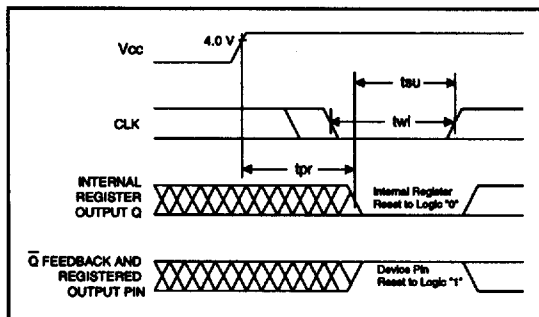 4.0 V
Vcc
tsu
CLK
twl
tpr
INTERNAL
REGISTER
OUTPUT Q
Internal Register
Reset to Logic "0"
Q̅ FEEDBACK AND
REGISTERED
OUTPUT PIN
Device Pin
Reset to Logic "1"